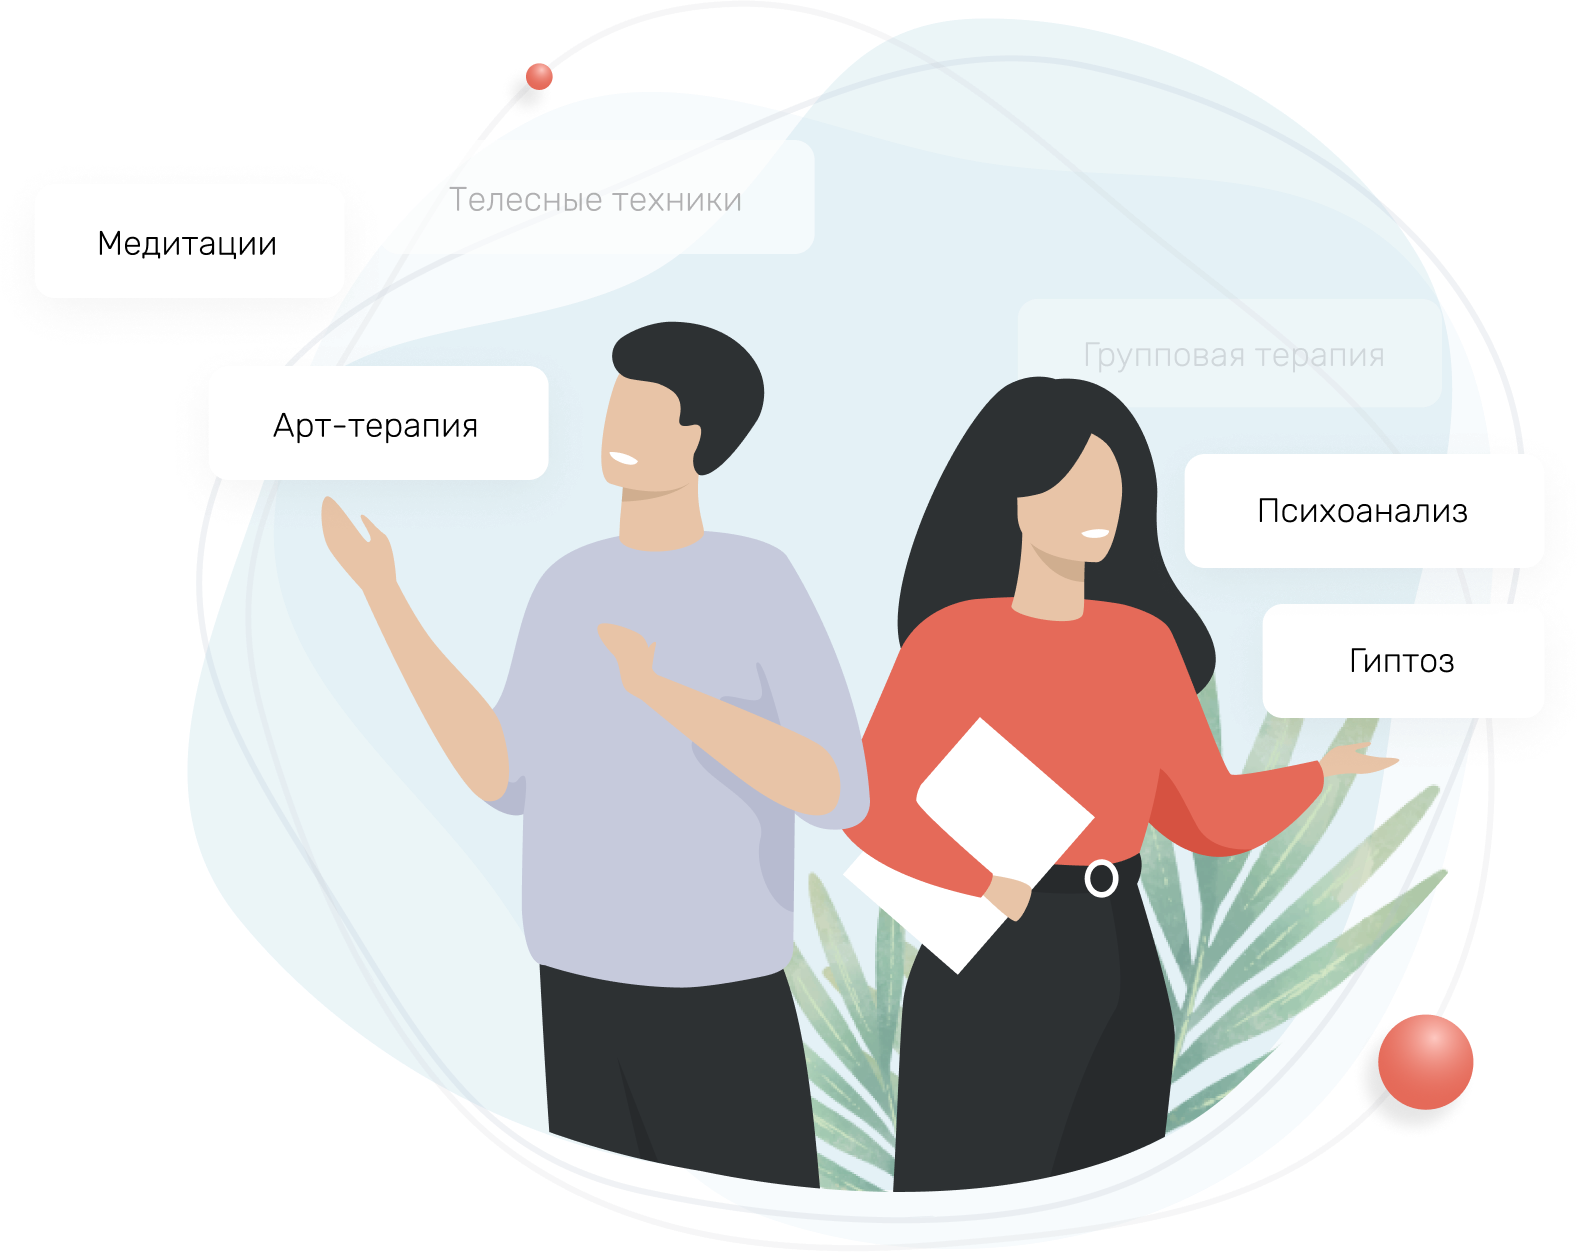 Телесные техники
Медитации
Групповая терапия
Арт-терапия
Психоанализ
Гиптоз